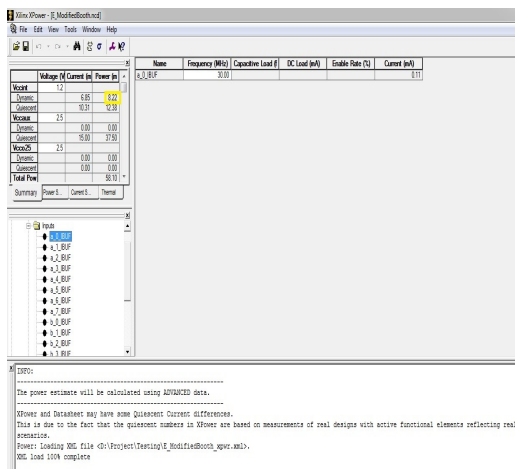 Xilinx XPower - [E_ModifiedBooth.ncd]
File Edit View Tools Window Help
Voltage (V Current (m Power (m
Vccint 1.2
Dynamic 6.85 8.22
Quiescent 10.31 12.38
Vccaux 2.5
Dynamic 0.00 0.00
Quiescent 15.00 37.50
Vcco25 2.5
Dynamic 0.00 0.00
Quiescent 0.00 0.00
Total Pow 58.10
Summary Power S... Current S... Thermal
Name Frequency (MHz) Capacitive Load (f DC Load (mA) Enable Rate (%) Current (mA)
a_0_IBUF 30.00 0.11
Inputs
a_0_IBUF
a_1_IBUF
a_2_IBUF
a_3_IBUF
a_4_IBUF
a_5_IBUF
a_6_IBUF
a_7_IBUF
b_0_IBUF
b_1_IBUF
b_2_IBUF
b_3_IBUF
INFO:
The power estimate will be calculated using ADVANCED data.
XPower and Datasheet may have some Quiescent Current differences.
This is due to the fact that the quiescent numbers in XPower are based on measurements of real designs with active functional elements reflecting real
scenarios.
Power: Loading XML file <D:\Project\Testing\E_ModifiedBooth_xpwr.xml>.
XML load 100% complete